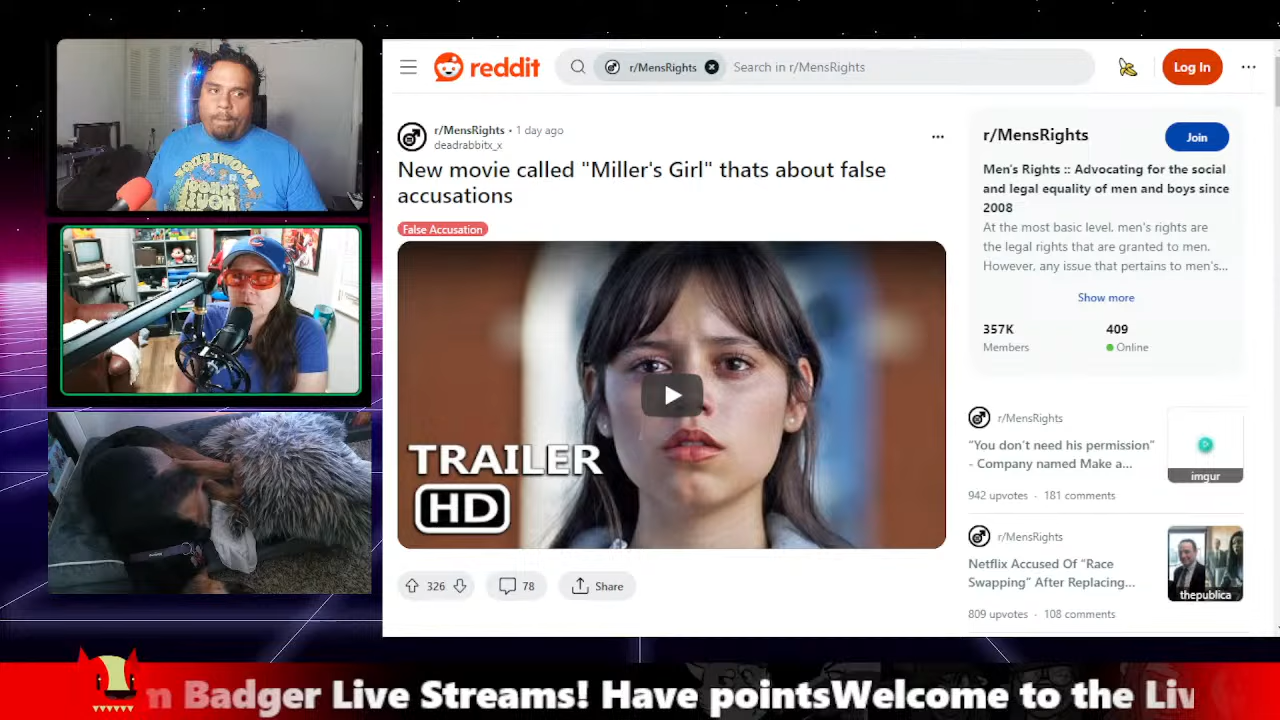 reddit
r/MensRights
Search in r/MensRights
Log In
r/MensRights • 1 day ago
deadrabbitx_x
New movie called "Miller's Girl" thats about false
accusations
False Accusation
TRAILER
HD
326
78
Share
r/MensRights
Join
Men's Rights :: Advocating for the social
and legal equality of men and boys since
2008
At the most basic level, men's rights are
the legal rights that are granted to men.
However, any issue that pertains to men's...
Show more
357K
409
Members
Online
r/MensRights
“You don’t need his permission”
- Company named Make a...
imgur
942 upvotes · 181 comments
r/MensRights
Netflix Accused Of “Race
Swapping” After Replacing...
thepublica
809 upvotes · 108 comments
m Badger Live Streams! Have pointsWelcome to the Liv